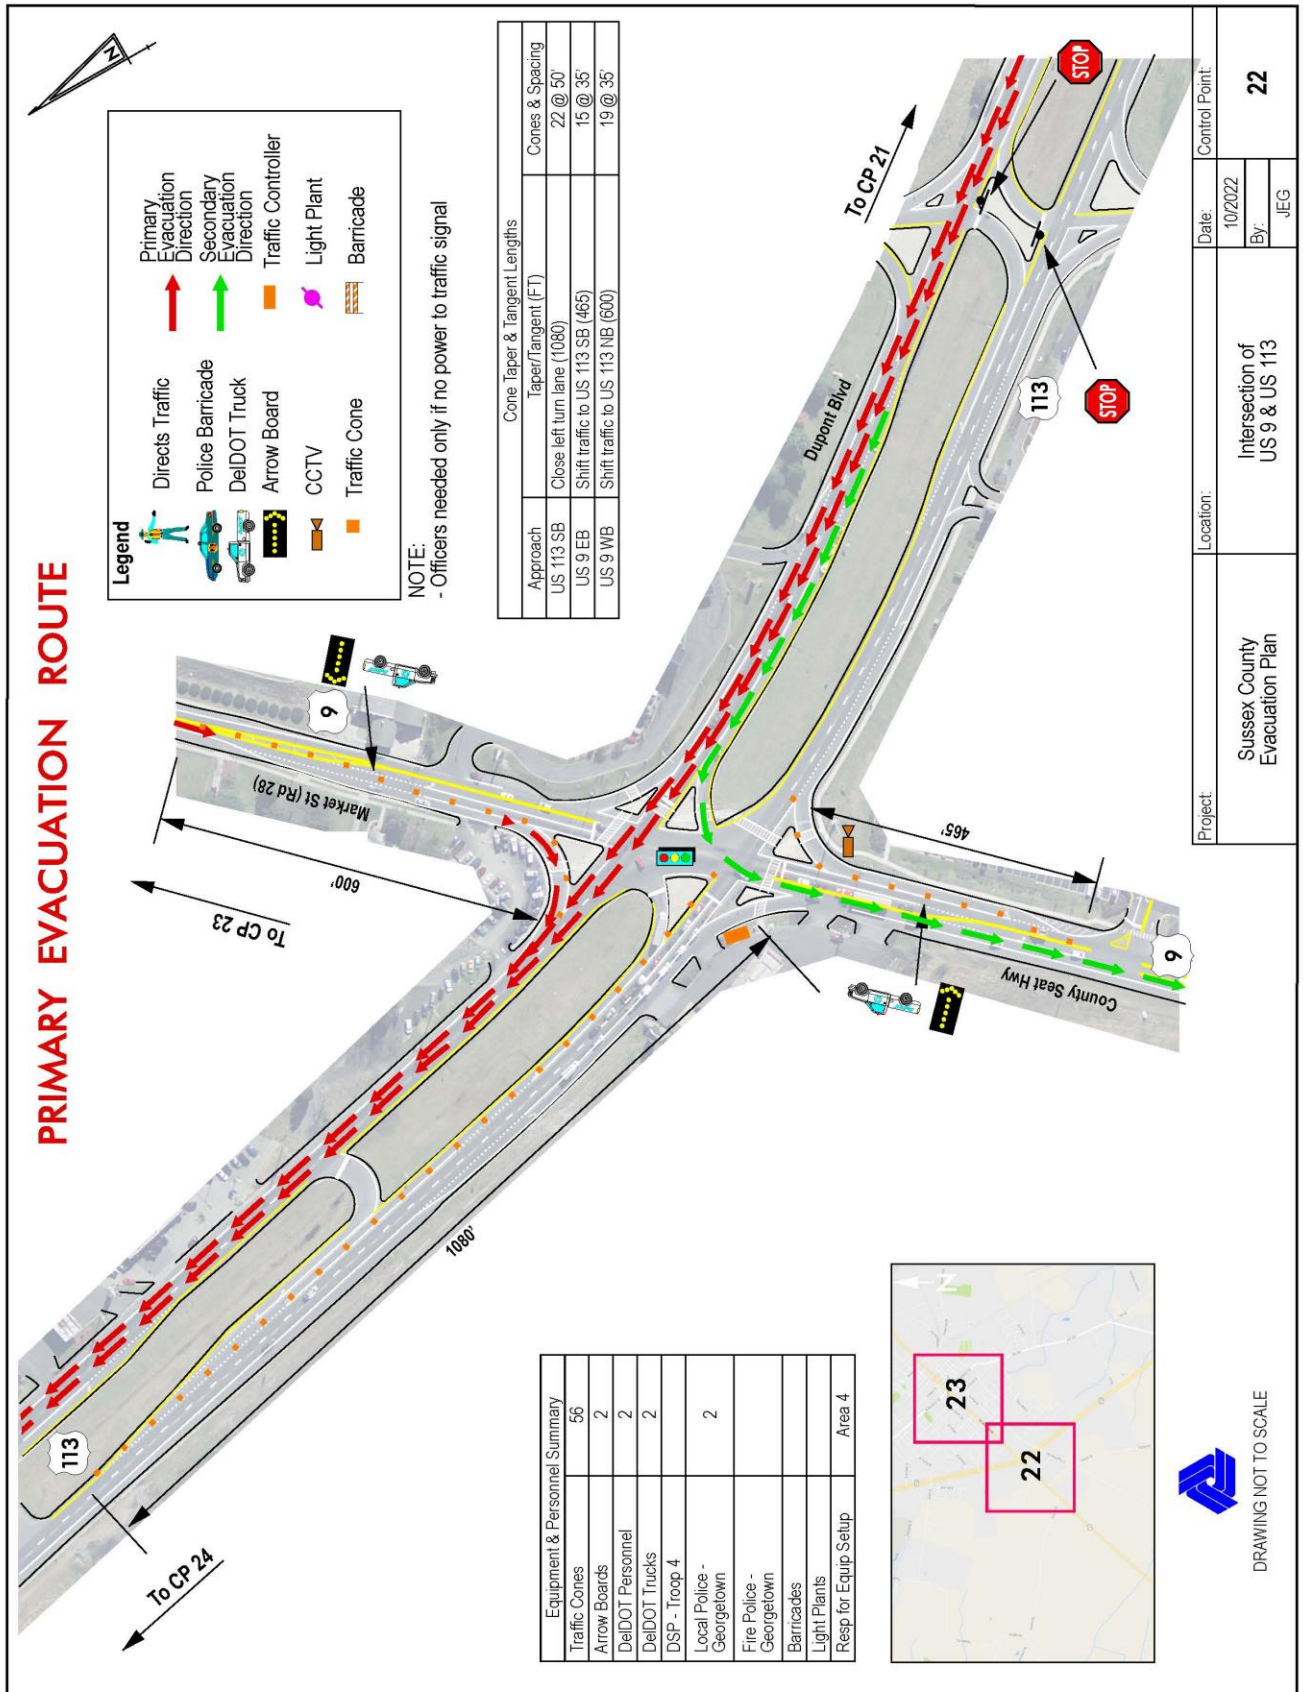 PRIMARY EVACUATION ROUTE
N
Legend
Directs Traffic
Police Barricade
DelDOT Truck
Arrow Board
CCTV
Traffic Cone
Primary
Evacuation
Direction
Secondary
Evacuation
Direction
Traffic Controller
Light Plant
Barricade
NOTE:
- Officers needed only if no power to traffic signal
Cone Taper & Tangent Lengths
Approach Taper/Tangent (FT) Cones & Spacing
US 113 SB Close left turn lane (1080) 22 @ 50'
US 9 EB Shift traffic to US 113 SB (465) 15 @ 35'
US 9 WB Shift traffic to US 113 NB (600) 19 @ 35'
To CP 24
113
1080'
To CP 23
600'
Market St (Rd 28)
9
Dupont Blvd
To CP 21
STOP
113
STOP
465'
County Seat Hwy
9
Equipment & Personnel Summary
Traffic Cones 56
Arrow Boards 2
DelDOT Personnel 2
DelDOT Trucks 2
DSP - Troop 4
Local Police -
Georgetown 2
Fire Police -
Georgetown
Barricades
Light Plants
Resp for Equip Setup Area 4
N
23
22
DRAWING NOT TO SCALE
Project:
Sussex County
Evacuation Plan
Location:
Intersection of
US 9 & US 113
Date:
10/2022
By:
JEG
Control Point:
22